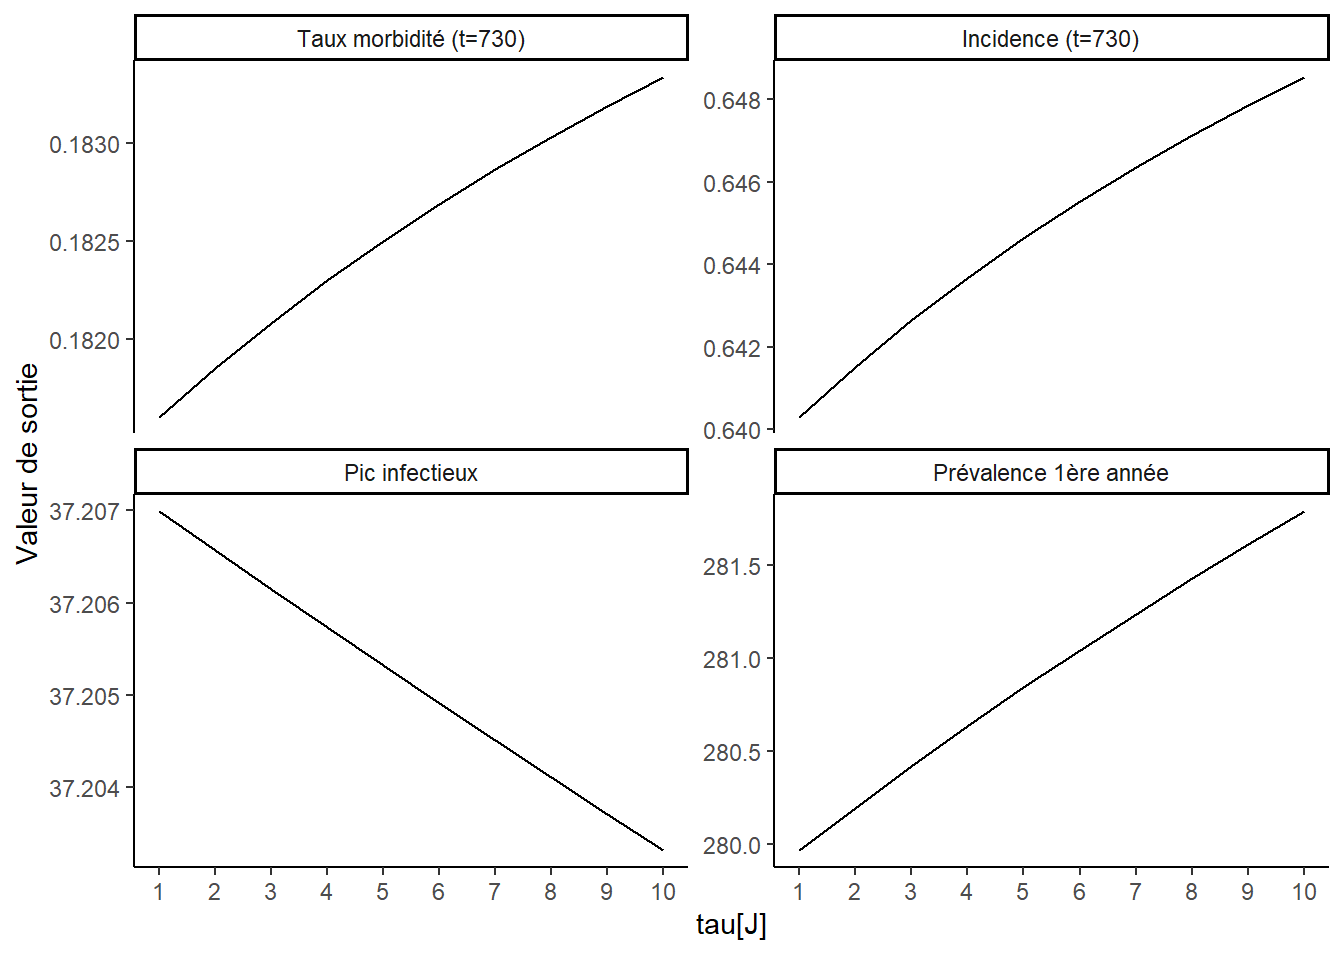 Taux morbidité (t=730)
Incidence (t=730)
0.1830
0.1825
0.1820
0.648
0.646
0.644
0.642
0.640
Valeur de sortie
Pic infectieux
Prévalence 1ère année
37.207
37.206
37.205
37.204
281.5
281.0
280.5
280.0
1 2 3 4 5 6 7 8 9 10
1 2 3 4 5 6 7 8 9 10
tau[J]